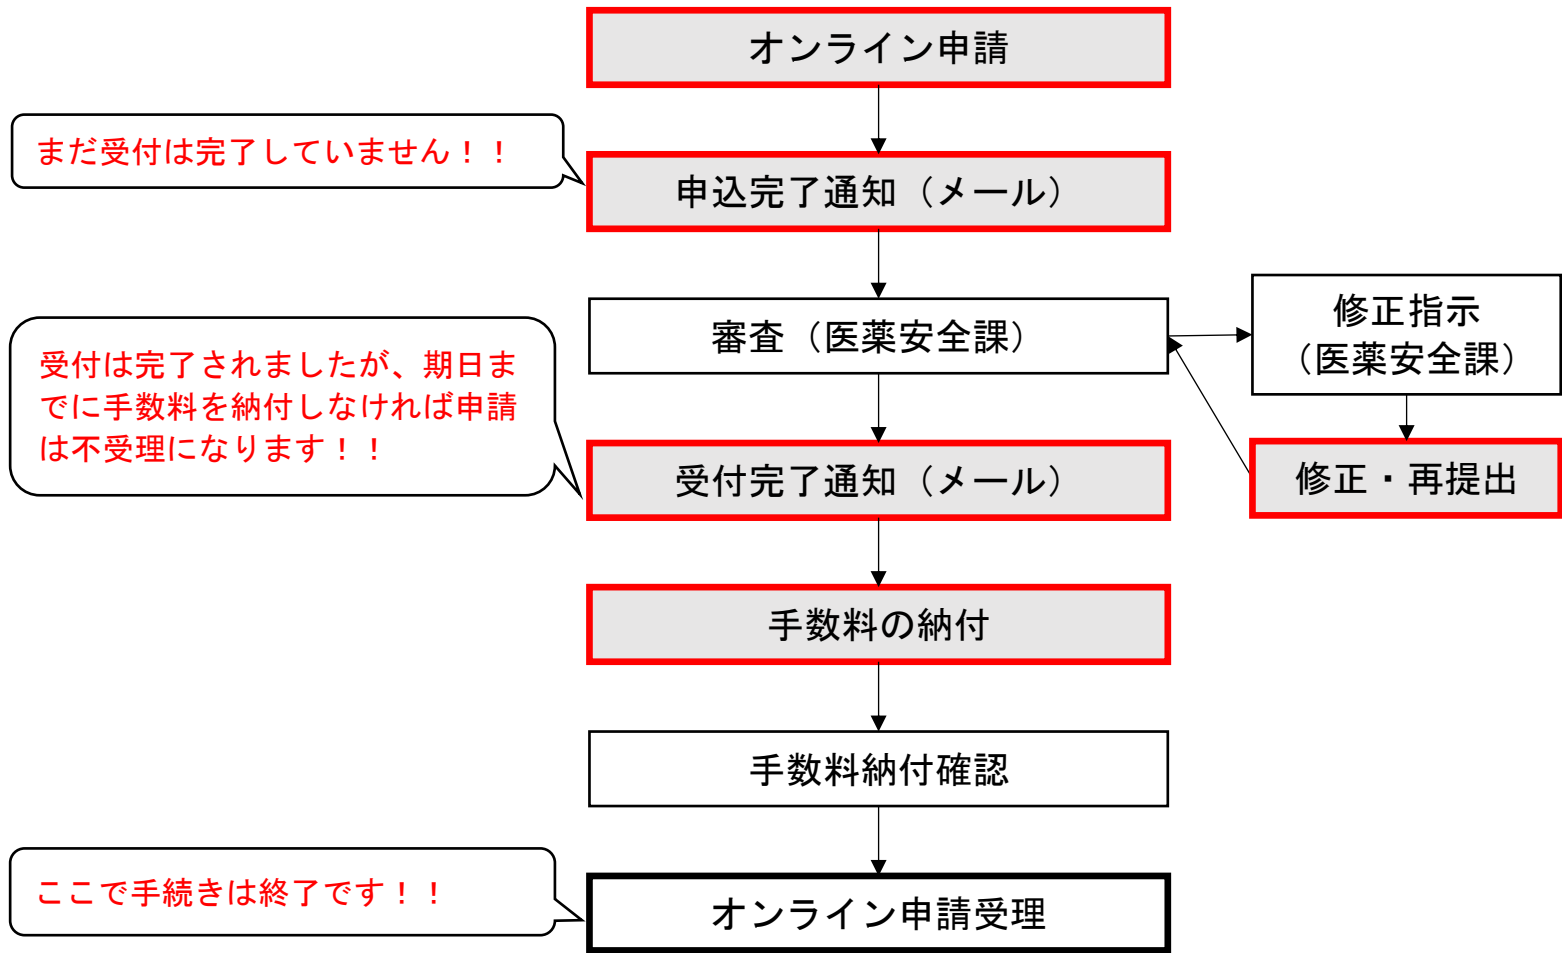 オンライン申請
まだ受付は完了していません！！
申込完了通知（メール）
審査（医薬安全課）
修正指示
（医薬安全課）
受付は完了されましたが、期日ま
でに手数料を納付しなければ申請
は不受理になります！！
受付完了通知（メール）
修正・再提出
手数料の納付
手数料納付確認
ここで手続きは終了です！！
オンライン申請受理